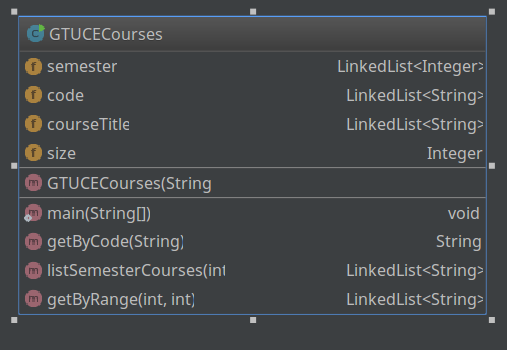 GTUCECourses
semester LinkedList<Integer>
code LinkedList<String>
courseTitle LinkedList<String>
size Integer
GTUCECourses(String
main(String[]) void
getByCode(String) String
listSemesterCourses(int LinkedList<String>
getByRange(int, int) LinkedList<String>